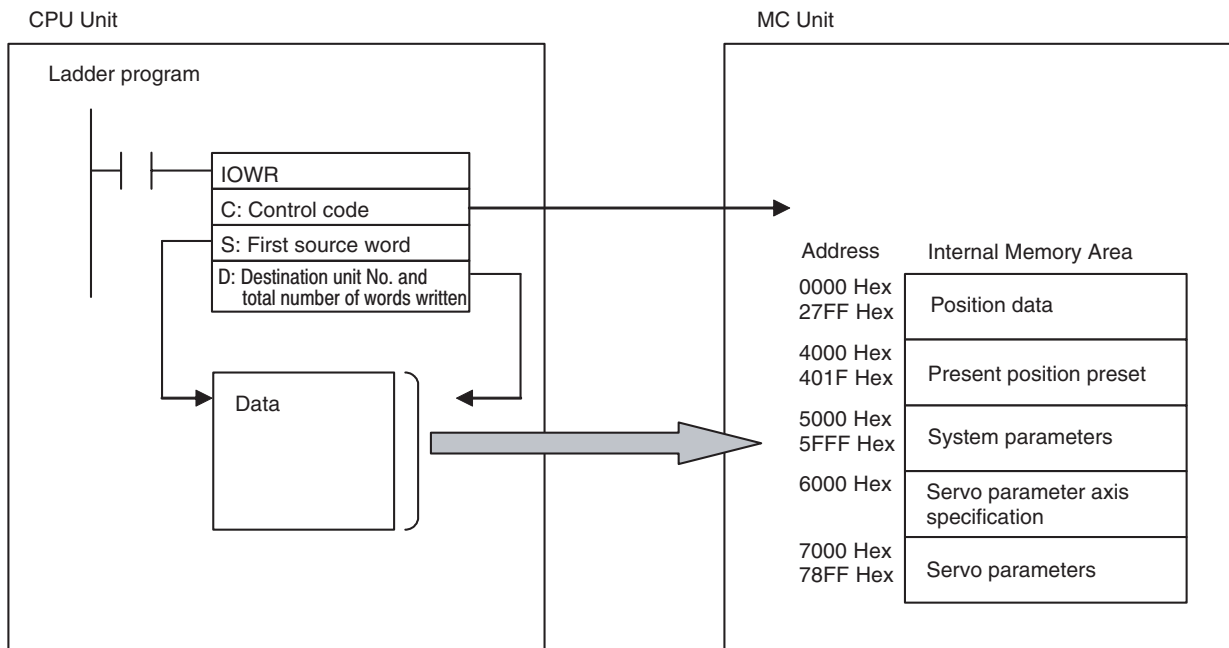 CPU Unit
MC Unit
Ladder program
IOWR
C: Control code
S: First source word
D: Destination unit No. and
total number of words written
Data
Address
Internal Memory Area
0000 Hex
27FF Hex
Position data
4000 Hex
401F Hex
Present position preset
5000 Hex
5FFF Hex
System parameters
6000 Hex
Servo parameter axis
specification
7000 Hex
78FF Hex
Servo parameters